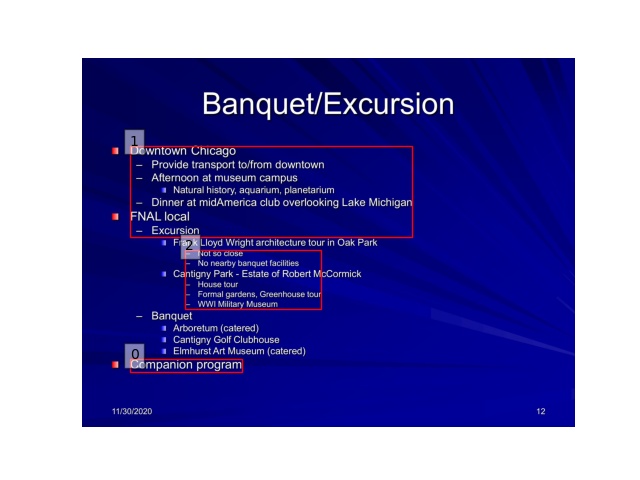 Banquet/Excursion
1
Downtown Chicago
– Provide transport to/from downtown
– Afternoon at museum campus
Natural history, aquarium, planetarium
– Dinner at midAmerica club overlooking Lake Michigan
FNAL local
– Excursion
Frank Lloyd Wright architecture tour in Oak Park
2
– Not so close
– No nearby banquet facilities
Cantigny Park - Estate of Robert McCormick
– House tour
– Formal gardens, Greenhouse tour
– WWI Military Museum
– Banquet
Arboretum (catered)
Cantigny Golf Clubhouse
Elmhurst Art Museum (catered)
0
Companion program
11/30/2020
12